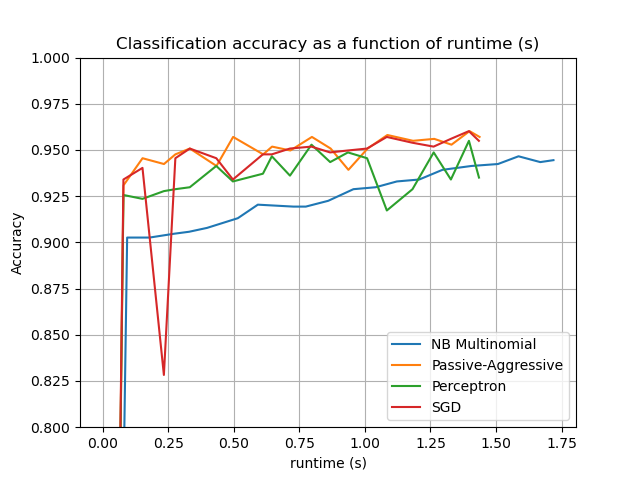 Classification accuracy as a function of runtime (s)
1.000
0.975
0.950
0.925
0.900
0.875
0.850
0.825
0.800
Accuracy
NB Multinomial
Passive-Aggressive
Perceptron
SGD
0.00 0.25 0.50 0.75 1.00 1.25 1.50 1.75
runtime (s)